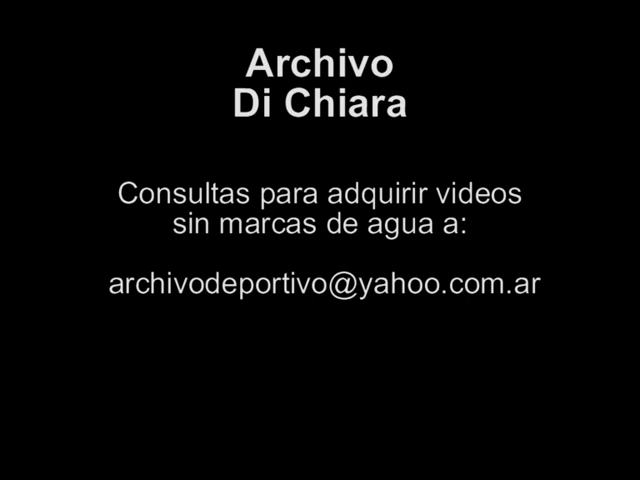 Archivo
Di Chiara
Consultas para adquirir videos
sin marcas de agua a:
archivodeportivo@yahoo.com.ar